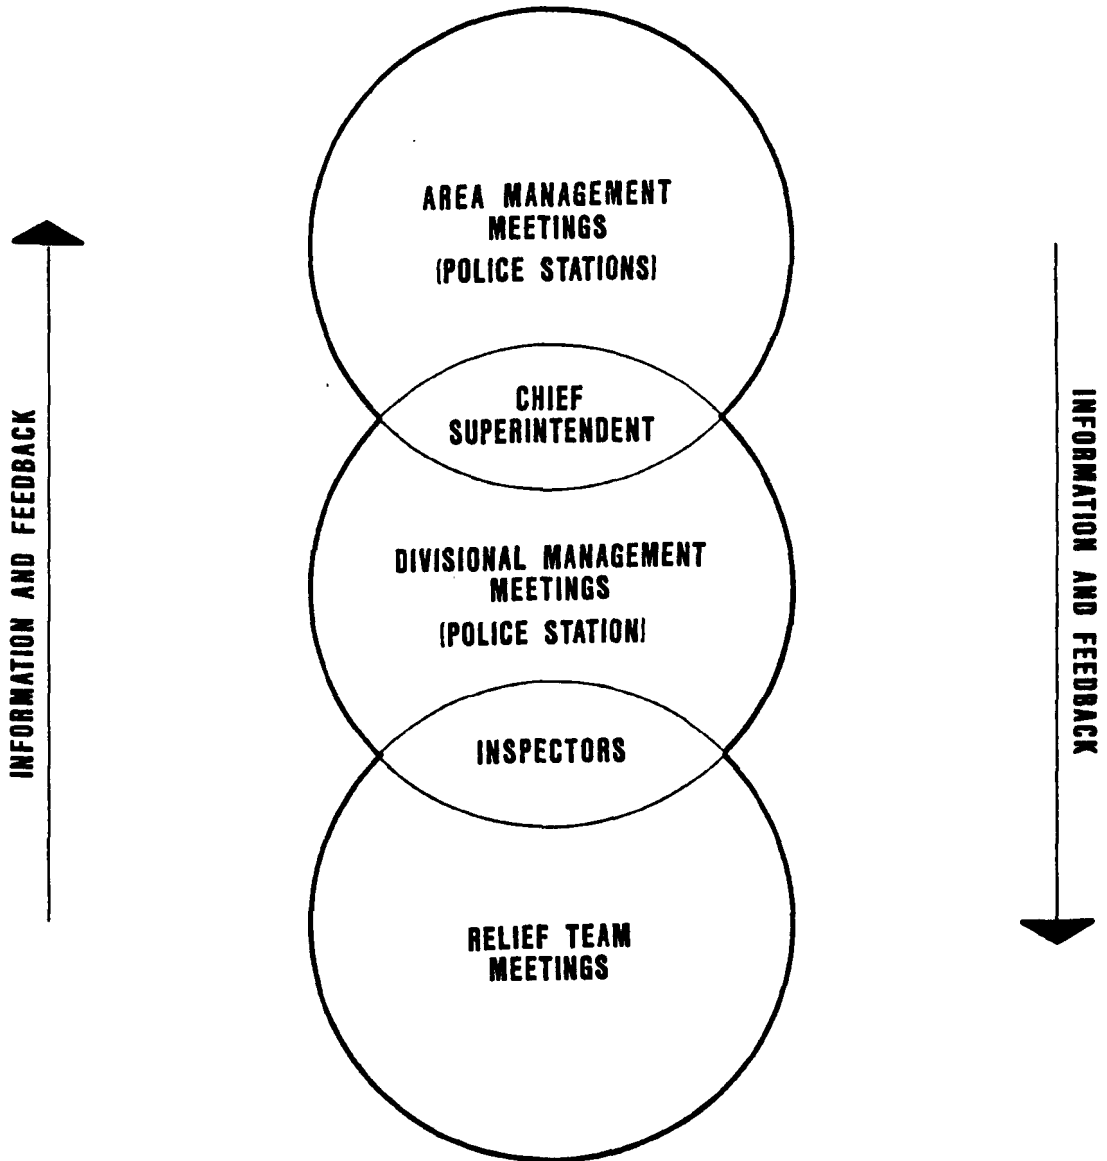 AREA MANAGEMENT
MEETINGS
(POLICE STATIONS)
CHIEF
SUPERINTENDENT
DIVISIONAL MANAGEMENT
MEETINGS
(POLICE STATION)
INSPECTORS
RELIEF TEAM
MEETINGS
INFORMATION AND FEEDBACK
INFORMATION AND FEEDBACK